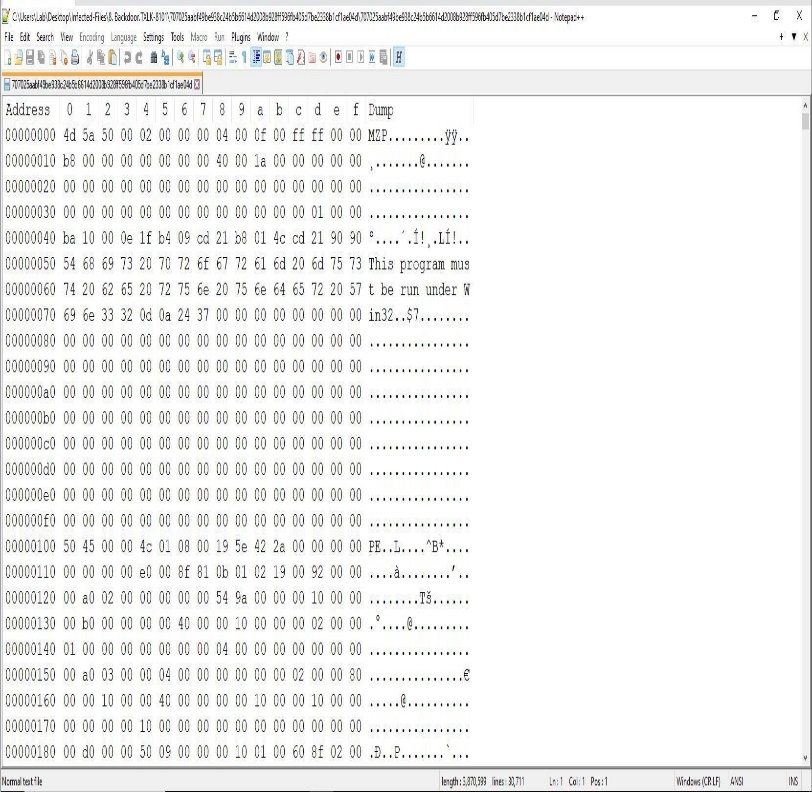 C:\Users\Lab\Desktop\Infected-Files\8. Backdoor.TALK-8101\707025aabf49be938c24b5b6614d2008b928ff596fb405d7be2338b1cf1ae04d\707025aabf49be938c24b5b6614d2008b928ff596fb405d7be2338b1cf1ae04d - Notepad++
File Edit Search View Encoding Language Settings Tools Macro Run Plugins Window ?
707025aabf49be938c24b5b6614d2008b928ff596fb405d7be2338b1cf1ae04d
Address 0 1 2 3 4 5 6 7 8 9 a b c d e f Dump
00000000 4d 5a 50 00 02 00 00 00 04 00 0f 00 ff ff 00 00 MZP.........ÿÿ..
00000010 b8 00 00 00 00 00 00 00 40 00 1a 00 00 00 00 00 ¸.......@.......
00000020 00 00 00 00 00 00 00 00 00 00 00 00 00 00 00 00 ................
00000030 00 00 00 00 00 00 00 00 00 00 00 00 00 01 00 00 ................
00000040 ba 10 00 0e 1f b4 09 cd 21 b8 01 4c cd 21 90 90 º....´.Í!¸.LÍ!..
00000050 54 68 69 73 20 70 72 6f 67 72 61 6d 20 6d 75 73 This program mus
00000060 74 20 62 65 20 72 75 6e 20 75 6e 64 65 72 20 57 t be run under W
00000070 69 6e 33 32 0d 0a 24 37 00 00 00 00 00 00 00 00 in32..$7........
00000080 00 00 00 00 00 00 00 00 00 00 00 00 00 00 00 00 ................
00000090 00 00 00 00 00 00 00 00 00 00 00 00 00 00 00 00 ................
000000a0 00 00 00 00 00 00 00 00 00 00 00 00 00 00 00 00 ................
000000b0 00 00 00 00 00 00 00 00 00 00 00 00 00 00 00 00 ................
000000c0 00 00 00 00 00 00 00 00 00 00 00 00 00 00 00 00 ................
000000d0 00 00 00 00 00 00 00 00 00 00 00 00 00 00 00 00 ................
000000e0 00 00 00 00 00 00 00 00 00 00 00 00 00 00 00 00 ................
000000f0 00 00 00 00 00 00 00 00 00 00 00 00 00 00 00 00 ................
00000100 50 45 00 00 4c 01 08 00 19 5e 42 2a 00 00 00 00 PE..L....^B*....
00000110 00 00 00 00 e0 00 8f 81 0b 01 02 19 00 92 00 00 ....à........’..
00000120 00 a0 02 00 00 00 00 00 54 9a 00 00 00 10 00 00 ........Tš......
00000130 00 b0 00 00 00 00 40 00 00 10 00 00 00 02 00 00 .°....@.........
00000140 01 00 00 00 00 00 00 00 04 00 00 00 00 00 00 00 ................
00000150 00 a0 03 00 00 04 00 00 00 00 00 00 02 00 00 80 ...............€
00000160 00 00 10 00 00 40 00 00 00 00 10 00 00 10 00 00 .....@..........
00000170 00 00 00 00 10 00 00 00 00 00 00 00 00 00 00 00 ................
00000180 00 d0 00 00 50 09 00 00 00 10 01 00 60 8f 02 00 .Ð..P.......`...
Normal text file length : 3,870,599 lines : 30,711 Ln : 1 Col : 1 Pos : 1 Windows (CR LF) ANSI INS